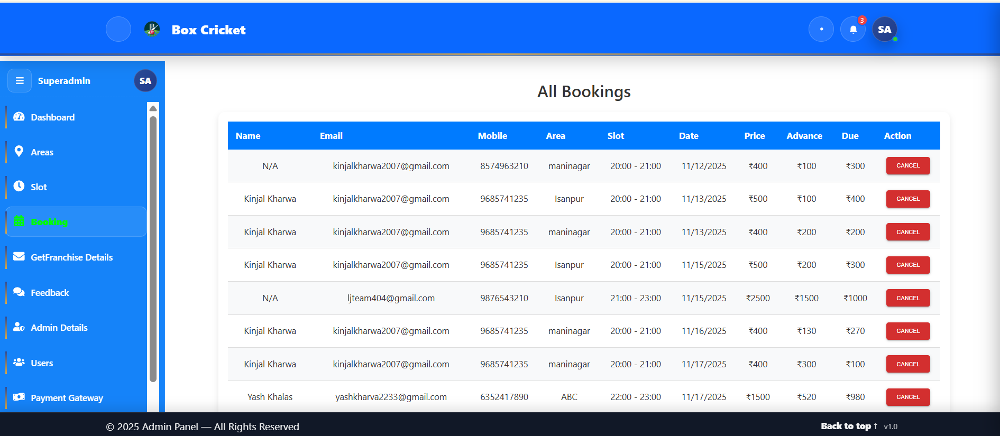 Box Cricket
3
SA
Superadmin
SA
Dashboard
Areas
Slot
Booking
GetFranchise Details
Feedback
Admin Details
Users
Payment Gateway
All Bookings
Name Email Mobile Area Slot Date Price Advance Due Action
N/A kinjalkharwa2007@gmail.com 8574963210 maninagar 20:00 - 21:00 11/12/2025 ₹400 ₹100 ₹300 CANCEL
Kinjal Kharwa kinjalkharwa2007@gmail.com 9685741235 Isanpur 20:00 - 21:00 11/13/2025 ₹500 ₹100 ₹400 CANCEL
Kinjal Kharwa kinjalkharwa2007@gmail.com 9685741235 maninagar 20:00 - 21:00 11/13/2025 ₹400 ₹200 ₹200 CANCEL
Kinjal Kharwa kinjalkharwa2007@gmail.com 9685741235 Isanpur 20:00 - 21:00 11/15/2025 ₹500 ₹200 ₹300 CANCEL
N/A ljteam404@gmail.com 9876543210 Isanpur 21:00 - 23:00 11/15/2025 ₹2500 ₹1500 ₹1000 CANCEL
Kinjal Kharwa kinjalkharwa2007@gmail.com 9685741235 maninagar 20:00 - 21:00 11/16/2025 ₹400 ₹130 ₹270 CANCEL
Kinjal Kharwa kinjalkharwa2007@gmail.com 9685741235 maninagar 20:00 - 21:00 11/17/2025 ₹400 ₹300 ₹100 CANCEL
Yash Khalas yashkharva2233@gmail.com 6352417890 ABC 22:00 - 23:00 11/17/2025 ₹1500 ₹520 ₹980 CANCEL
© 2025 Admin Panel — All Rights Reserved
Back to top ↑ v1.0